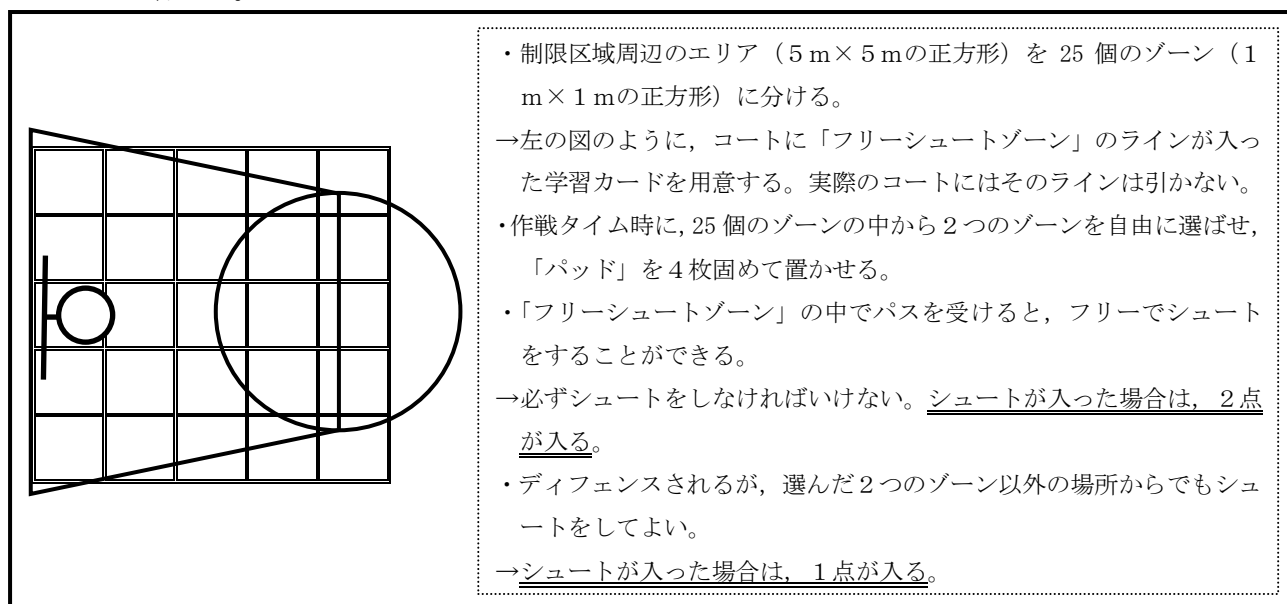 ・制限区域周辺のエリア（５ｍ×５ｍの正方形）を 25 個のゾーン（１
ｍ×１ｍの正方形）に分ける。
→左の図のように，コートに「フリーシュートゾーン」のラインが入っ
た学習カードを用意する。実際のコートにはそのラインは引かない。
・作戦タイム時に，25 個のゾーンの中から２つのゾーンを自由に選ばせ，
「パッド」を４枚固めて置かせる。
・「フリーシュートゾーン」の中でパスを受けると，フリーでシュート
をすることができる。
→必ずシュートをしなければいけない。シュートが入った場合は，２点
が入る。
・ディフェンスされるが，選んだ２つのゾーン以外の場所からでもシュ
ートをしてよい。
→シュートが入った場合は，１点が入る。